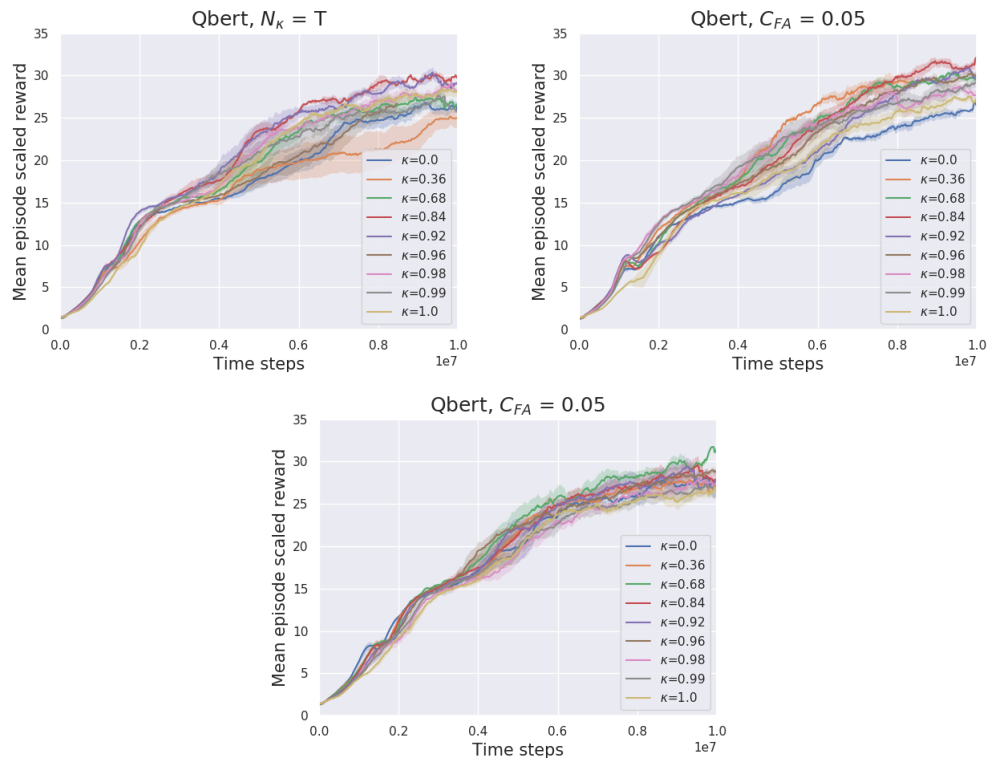 Qbert, N_κ = T
Mean episode scaled reward
35
30
25
20
15
10
5
0
κ=0.0
κ=0.36
κ=0.68
κ=0.84
κ=0.92
κ=0.96
κ=0.98
κ=0.99
κ=1.0
0.0 0.2 0.4 0.6 0.8 1.0
1e7
Time steps
Qbert, C_FA = 0.05
Mean episode scaled reward
35
30
25
20
15
10
5
0
κ=0.0
κ=0.36
κ=0.68
κ=0.84
κ=0.92
κ=0.96
κ=0.98
κ=0.99
κ=1.0
0.0 0.2 0.4 0.6 0.8 1.0
1e7
Time steps
Qbert, C_FA = 0.05
Mean episode scaled reward
35
30
25
20
15
10
5
0
κ=0.0
κ=0.36
κ=0.68
κ=0.84
κ=0.92
κ=0.96
κ=0.98
κ=0.99
κ=1.0
0.0 0.2 0.4 0.6 0.8 1.0
1e7
Time steps